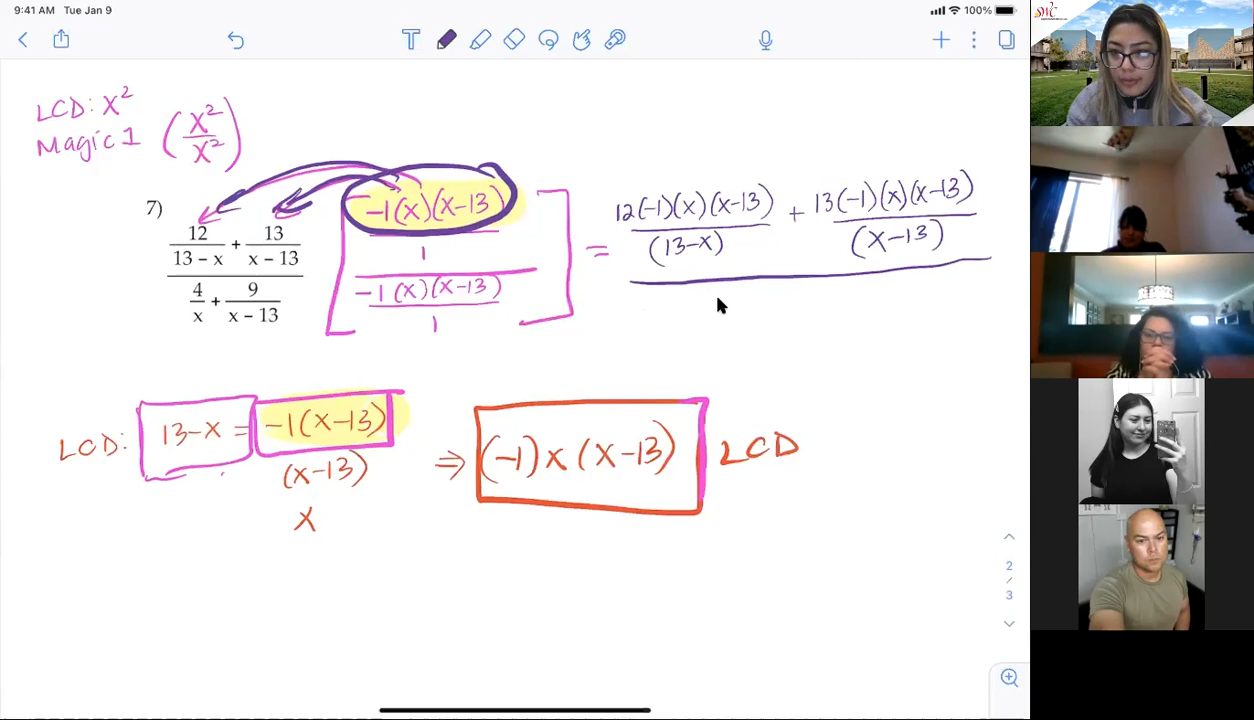 9:41 AM Tue Jan 9
100%
T
LCD: X²
Magic 1 (X²/X²)
7)
12/(13 – x) + 13/(x – 13)
4/x + 9/(x – 13)
-1(x)(x-13)
1
-1(x)(x-13)
1
=
12(-1)(x)(x-13)/(13-x) + 13(-1)(x)(x-13)/(x-13)
LCD: 13-x = -1(x-13)
(x-13)
x
⇒ (-1)x(x-13) LCD
2
/
3
SWC